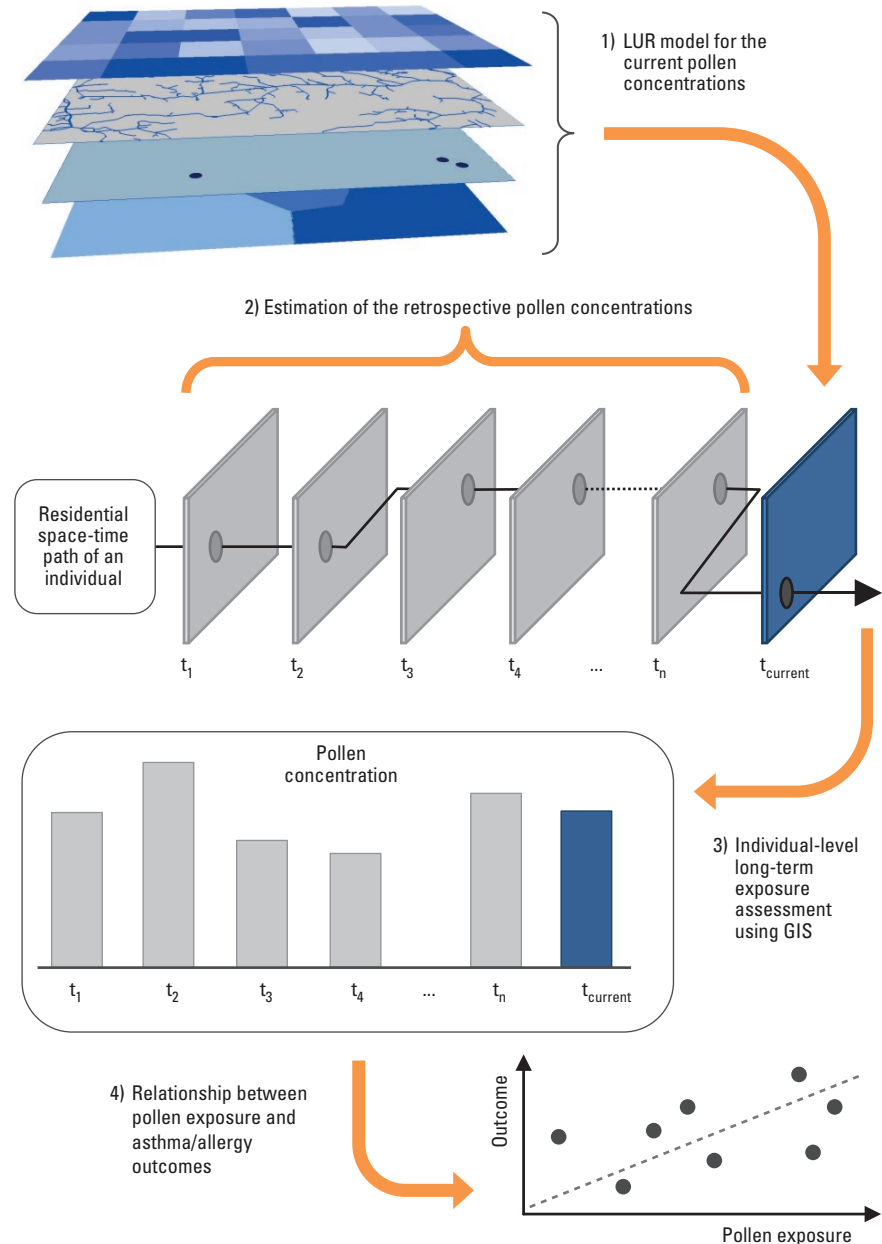 1) LUR model for the
current pollen
concentrations
2) Estimation of the retrospective pollen concentrations
Residential
space-time
path of an
individual
t1 t2 t3 t4 ... tn tcurrent
Pollen
concentration
t1 t2 t3 t4 ... tn tcurrent
3) Individual-level
long-term
exposure
assessment
using GIS
4) Relationship between
pollen exposure and
asthma/allergy
outcomes
Outcome
Pollen exposure